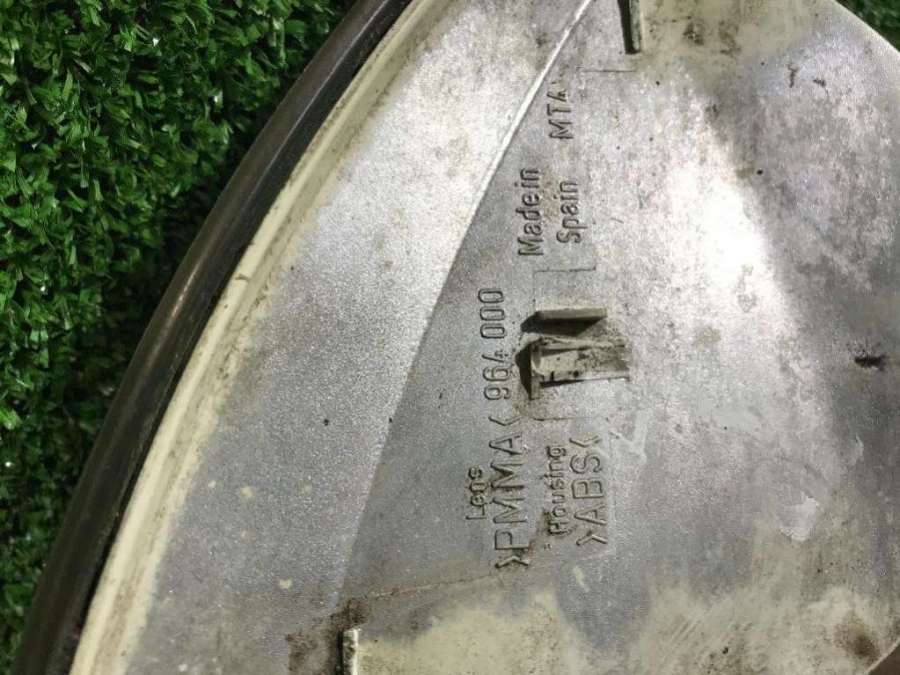 Lens
>PMMA< 964 000
Housing
>ABS<
Made in
Spain MTA